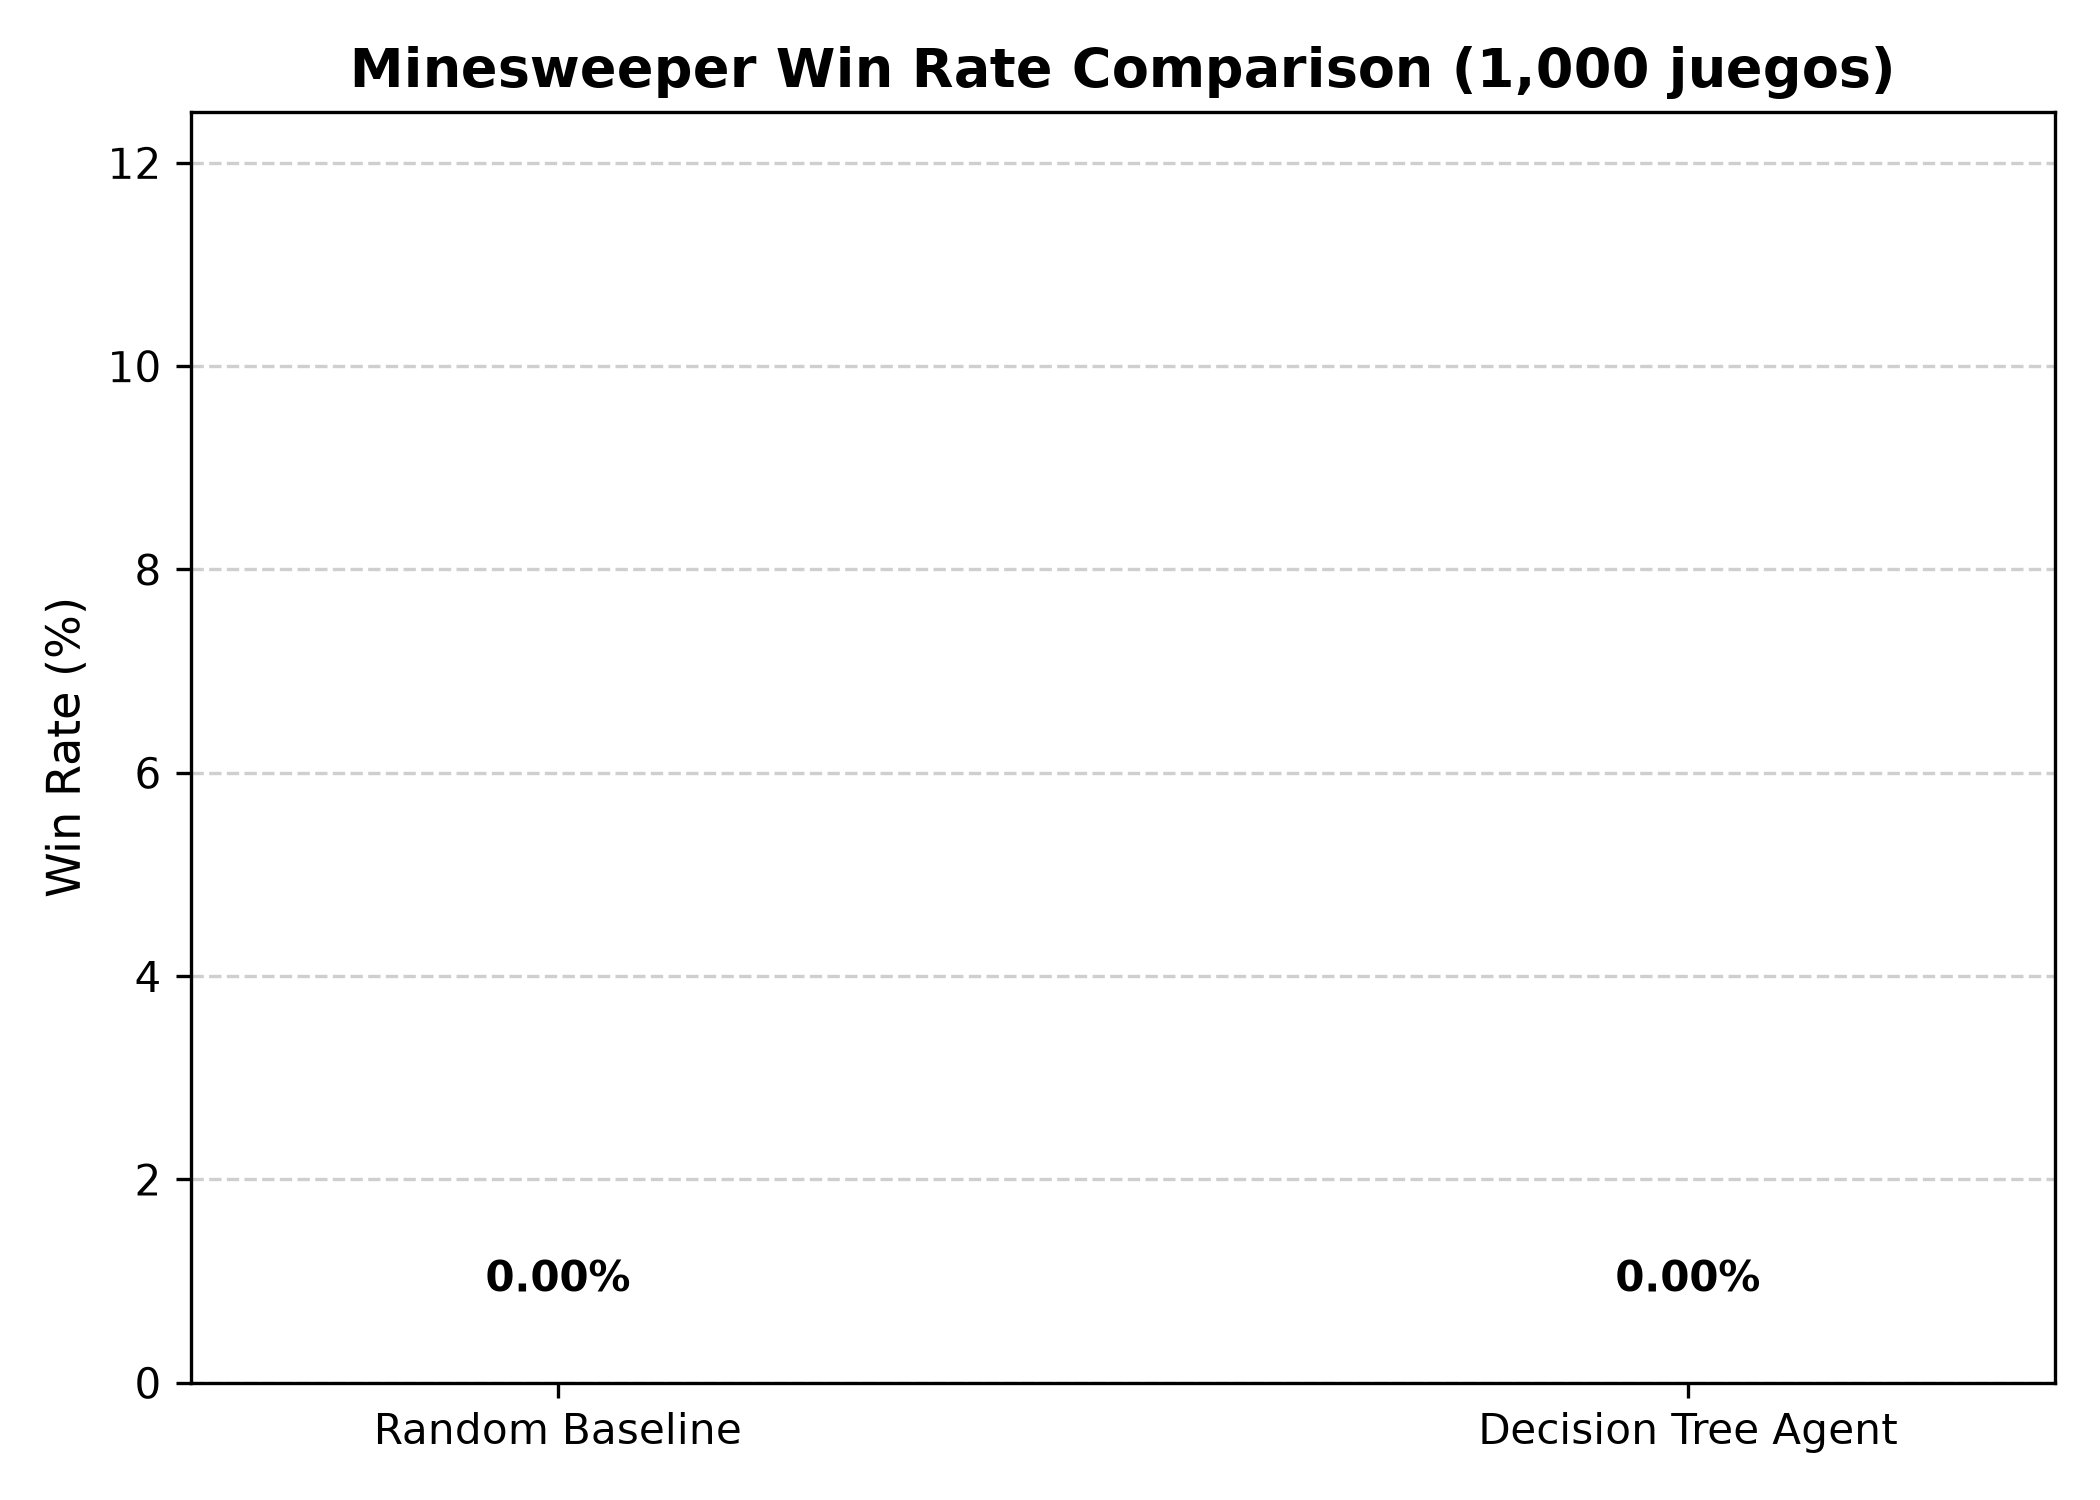 Minesweeper Win Rate Comparison (1,000 juegos)
Win Rate (%)
12
10
8
6
4
2
0
0.00%
0.00%
Random Baseline
Decision Tree Agent